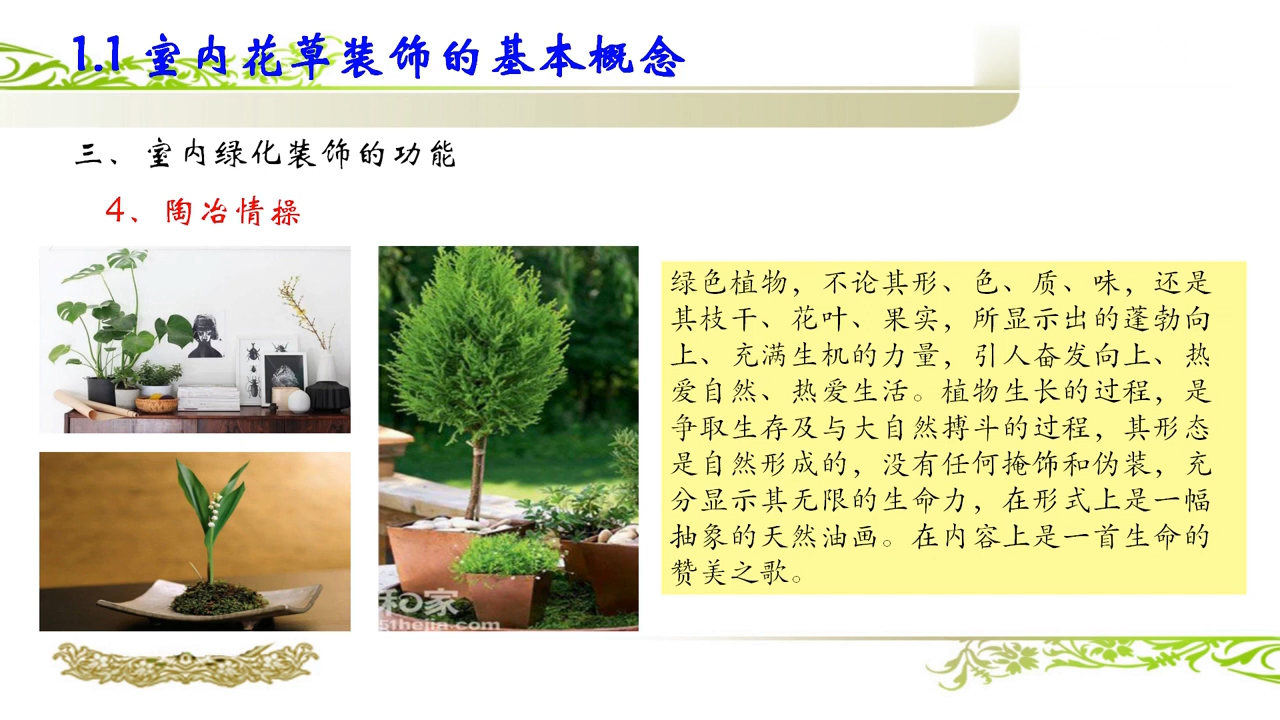 1.1 室内花草装饰的基本概念
三、室内绿化装饰的功能
4、陶冶情操
绿色植物，不论其形、色、质、味，还是
其枝干、花叶、果实，所显示出的蓬勃向
上、充满生机的力量，引人奋发向上、热
爱自然、热爱生活。植物生长的过程，是
争取生存及与大自然搏斗的过程，其形态
是自然形成的，没有任何掩饰和伪装，充
分显示其无限的生命力，在形式上是一幅
抽象的天然油画。在内容上是一首生命的
赞美之歌。
和家
51hejia.com